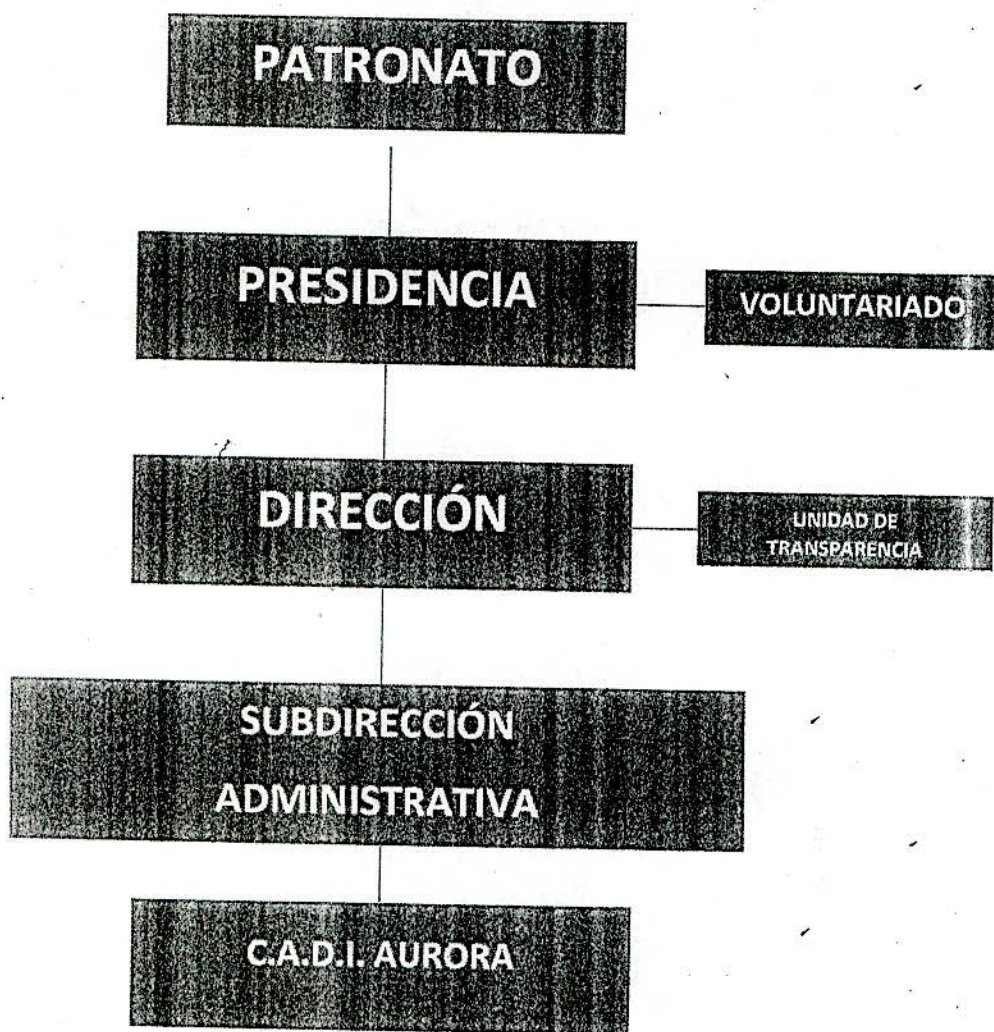 PATRONATO
PRESIDENCIA
VOLUNTARIADO
DIRECCIÓN
UNIDAD DE
TRANSPARENCIA
SUBDIRECCIÓN
ADMINISTRATIVA
C.A.D.I. AURORA